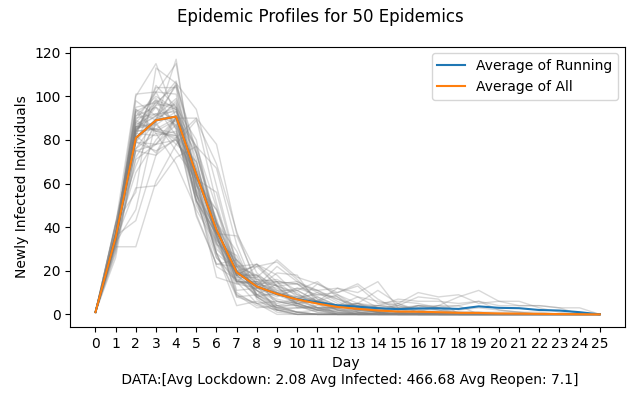 Epidemic Profiles for 50 Epidemics
Average of Running
Average of All
Newly Infected Individuals
120
100
80
60
40
20
0
0 1 2 3 4 5 6 7 8 9 10 11 12 13 14 15 16 17 18 19 20 21 22 23 24 25
Day
DATA:[Avg Lockdown: 2.08 Avg Infected: 466.68 Avg Reopen: 7.1]